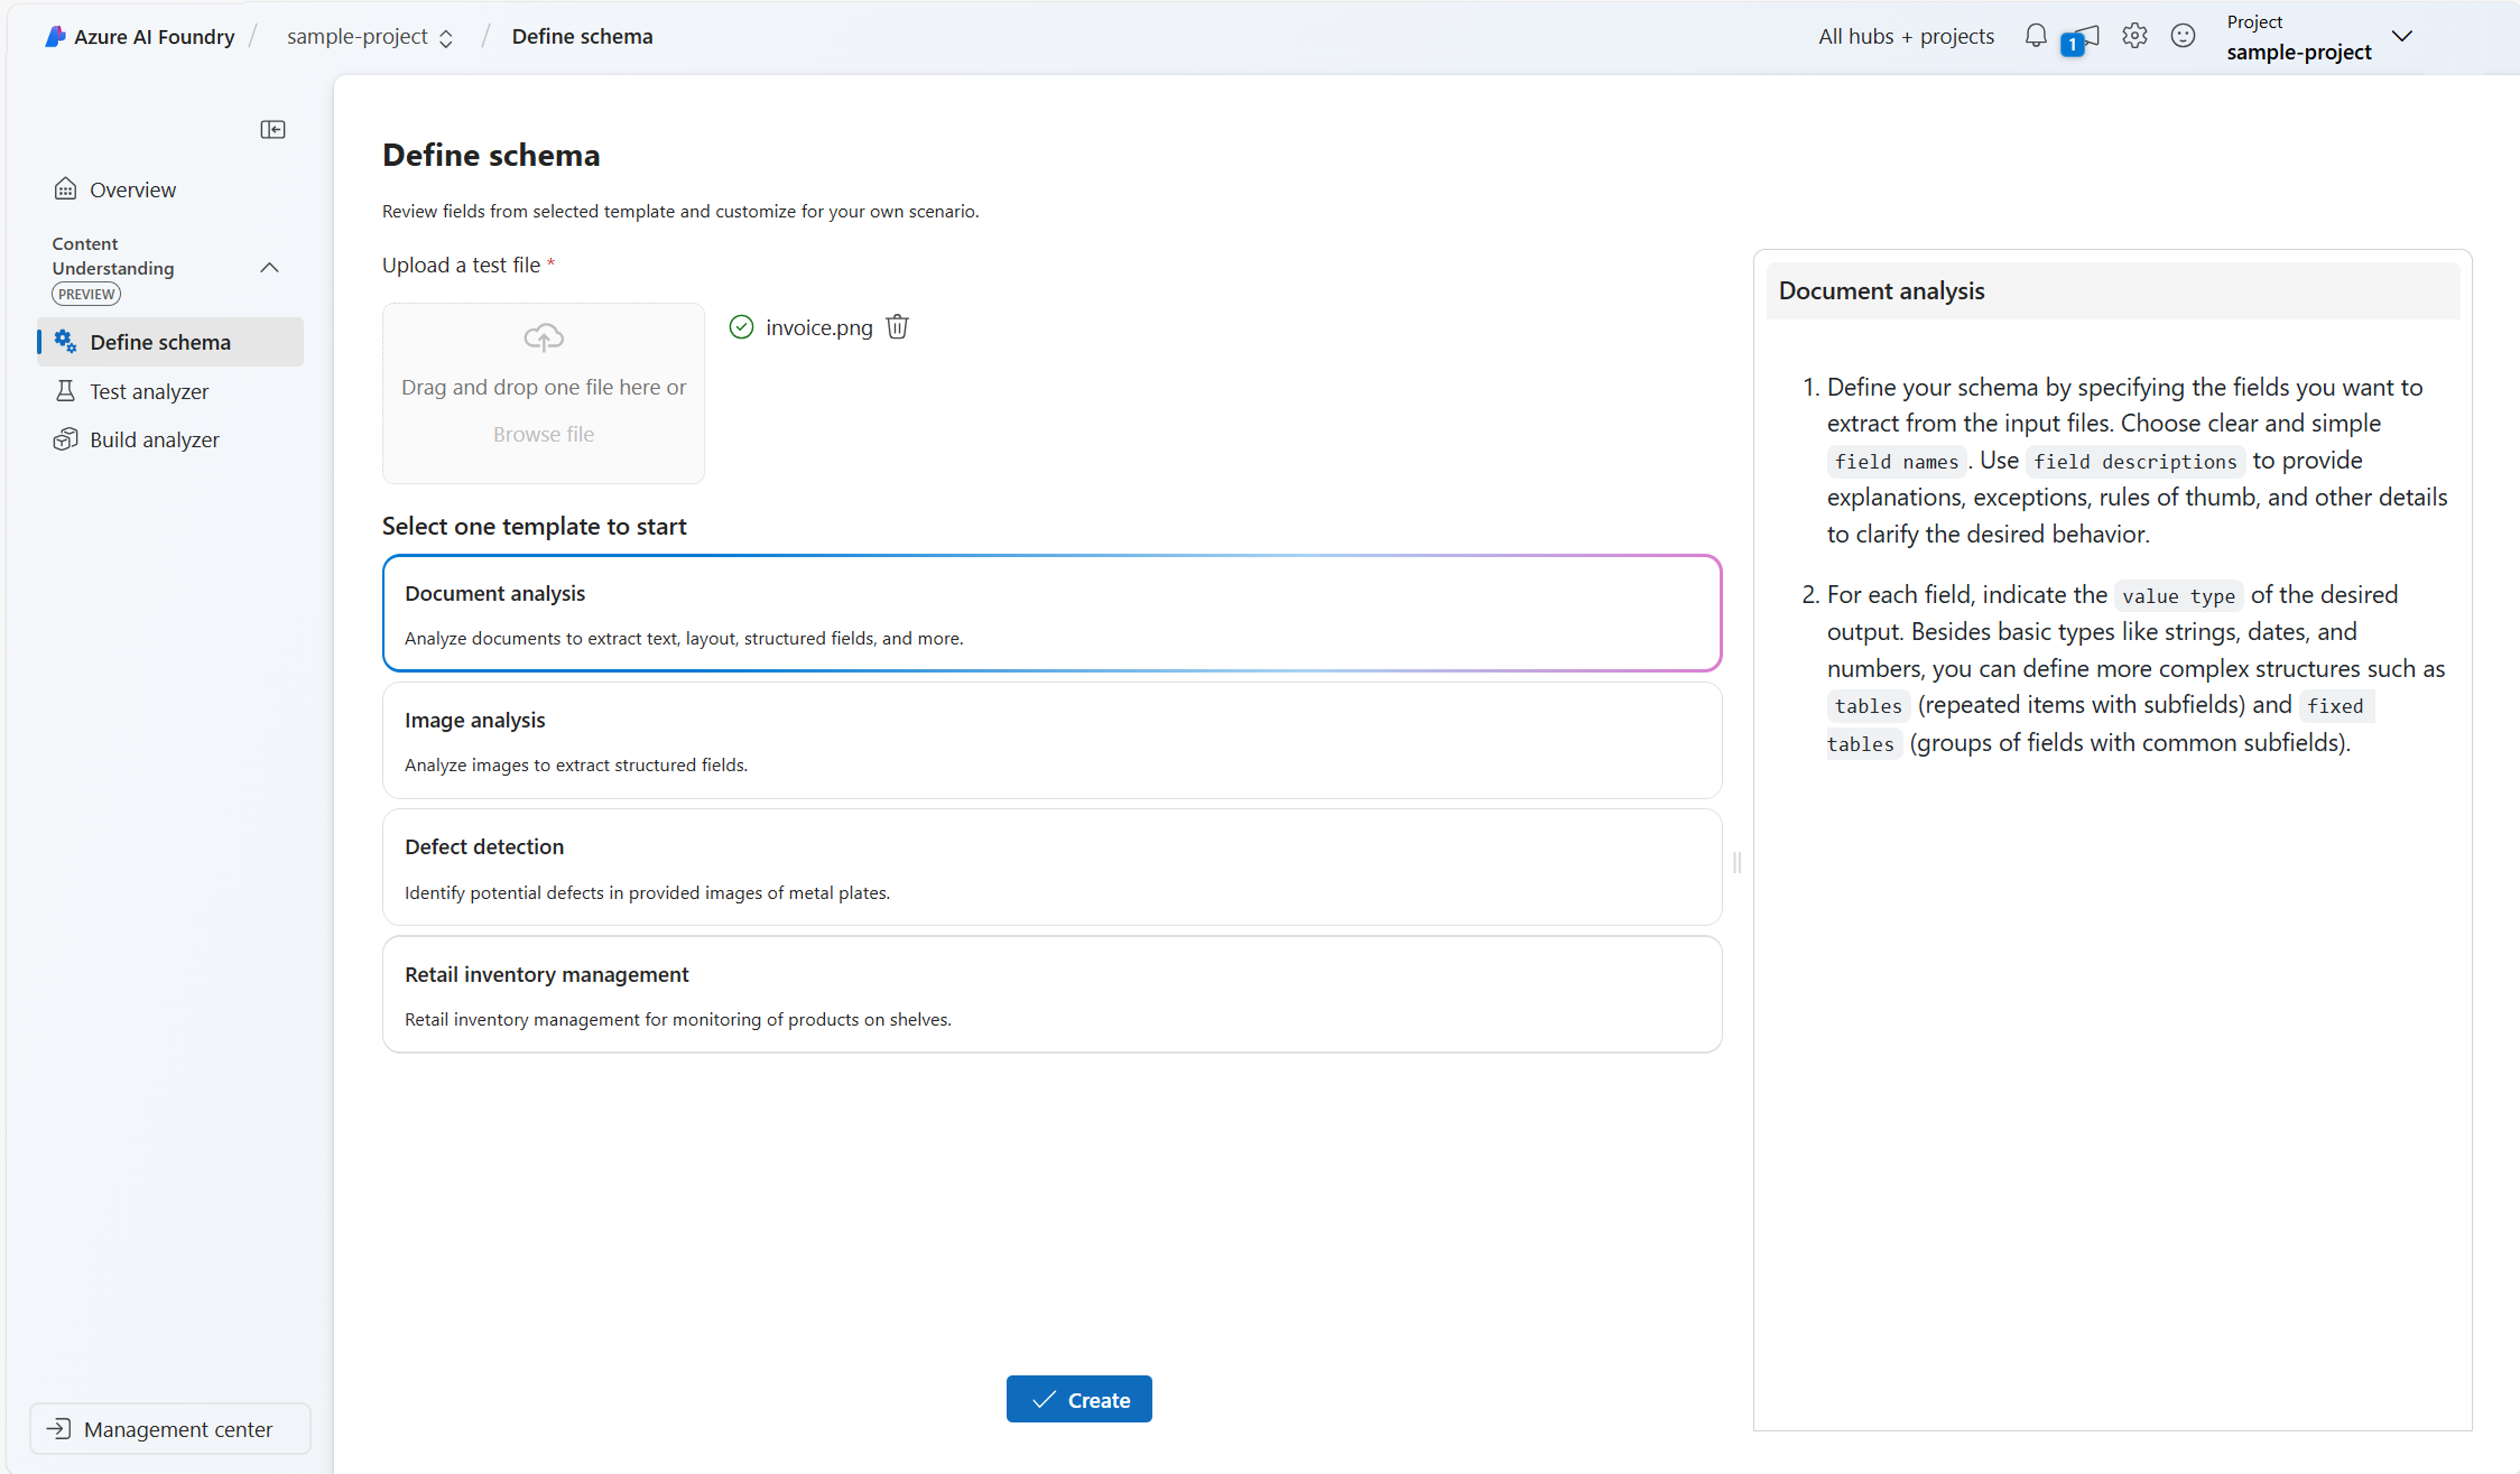 Azure AI Foundry / sample-project / Define schema
All hubs + projects
1
Project
sample-project
Overview
Content
Understanding
PREVIEW
Define schema
Test analyzer
Build analyzer
Management center
Define schema
Review fields from selected template and customize for your own scenario.
Upload a test file *
Drag and drop one file here or
Browse file
invoice.png
Select one template to start
Document analysis
Analyze documents to extract text, layout, structured fields, and more.
Image analysis
Analyze images to extract structured fields.
Defect detection
Identify potential defects in provided images of metal plates.
Retail inventory management
Retail inventory management for monitoring of products on shelves.
Create
Document analysis
1. Define your schema by specifying the fields you want to
extract from the input files. Choose clear and simple
field names. Use field descriptions to provide
explanations, exceptions, rules of thumb, and other details
to clarify the desired behavior.
2. For each field, indicate the value type of the desired
output. Besides basic types like strings, dates, and
numbers, you can define more complex structures such as
tables (repeated items with subfields) and fixed
tables (groups of fields with common subfields).